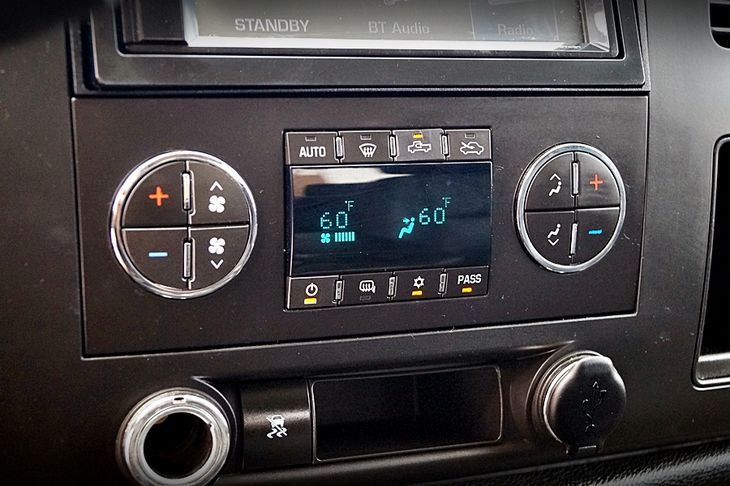 STANDBY BT Audio Radio
AUTO
60°F 60°F
PASS